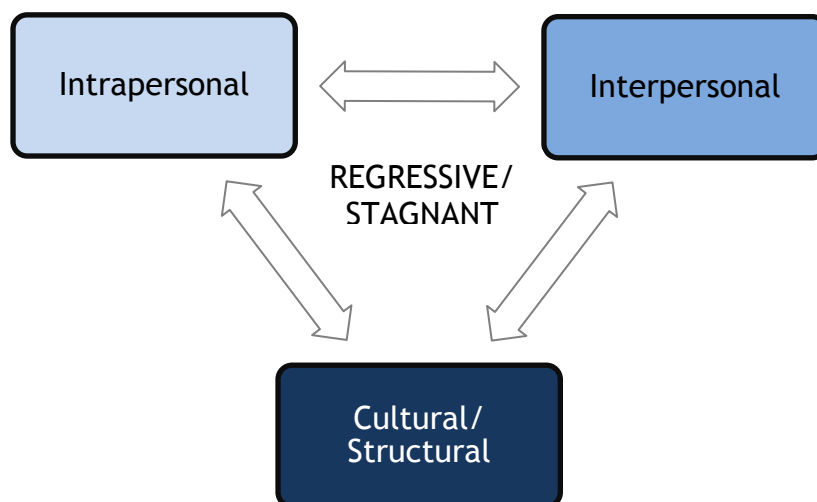 Intrapersonal
Interpersonal
REGRESSIVE/
STAGNANT
Cultural/
Structural